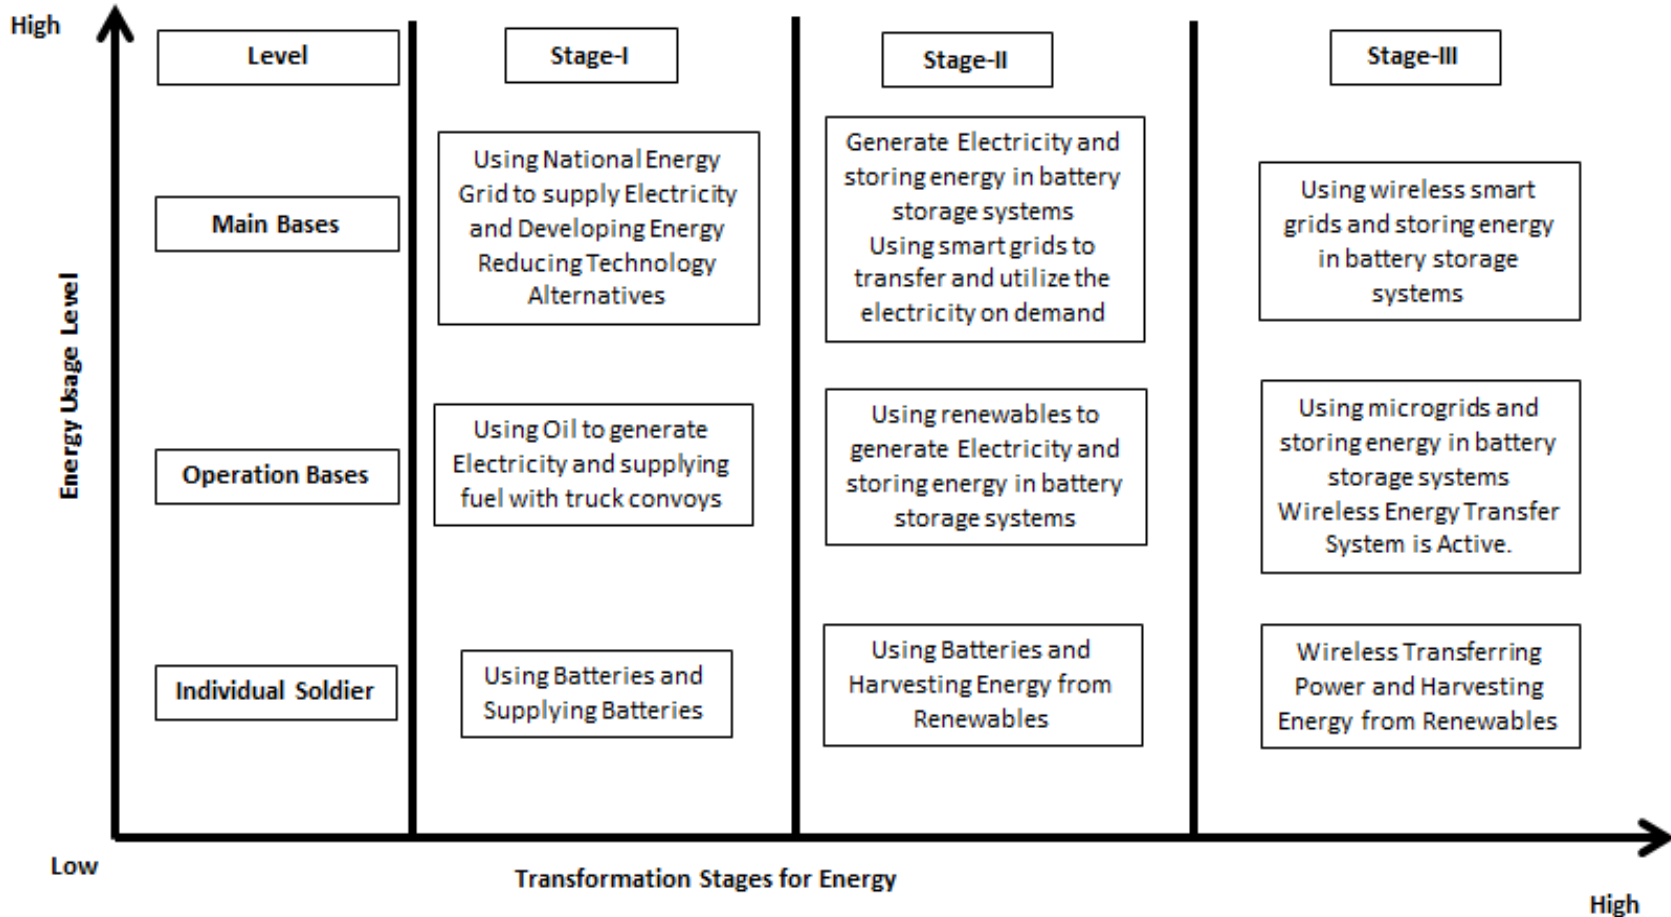 High
Level
Stage-I
Stage-II
Stage-III
Main Bases
Using National Energy
Grid to supply Electricity
and Developing Energy
Reducing Technology
Alternatives
Generate Electricity and
storing energy in battery
storage systems
Using smart grids to
transfer and utilize the
electricity on demand
Using wireless smart
grids and storing energy
in battery storage
systems
Energy Usage Level
Operation Bases
Using Oil to generate
Electricity and supplying
fuel with truck convoys
Using renewables to
generate Electricity and
storing energy in battery
storage systems
Using microgrids and
storing energy in battery
storage systems
Wireless Energy Transfer
System is Active.
Individual Soldier
Using Batteries and
Supplying Batteries
Using Batteries and
Harvesting Energy from
Renewables
Wireless Transferring
Power and Harvesting
Energy from Renewables
Low
Transformation Stages for Energy
High